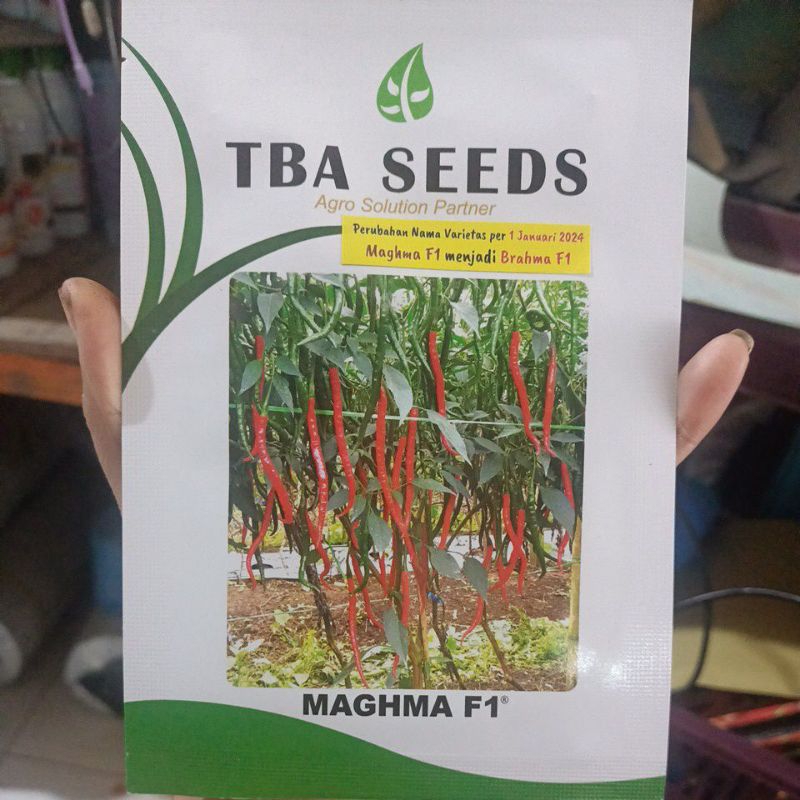 TBA SEEDS
Agro Solution Partner
Perubahan Nama Varietas per 1 Januari 2024
Maghma F1 menjadi Brahma F1
MAGHMA F1®